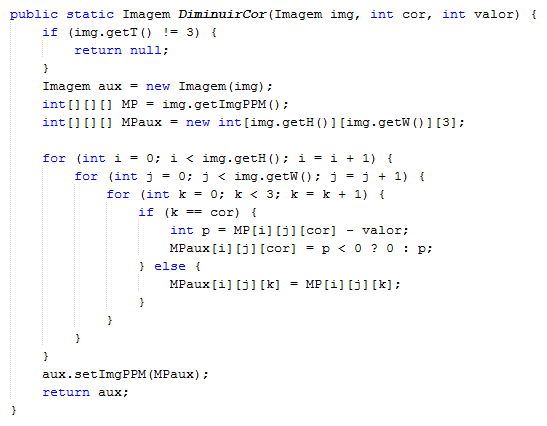 public static Imagem DiminuirCor(Imagem img, int cor, int valor) {
    if (img.getT() != 3) {
        return null;
    }
    Imagem aux = new Imagem(img);
    int[][][] MP = img.getImgPPM();
    int[][][] MPaux = new int[img.getH()][img.getW()][3];

    for (int i = 0; i < img.getH(); i = i + 1) {
        for (int j = 0; j < img.getW(); j = j + 1) {
            for (int k = 0; k < 3; k = k + 1) {
                if (k == cor) {
                    int p = MP[i][j][cor] - valor;
                    MPaux[i][j][cor] = p < 0 ? 0 : p;
                } else {
                    MPaux[i][j][k] = MP[i][j][k];
                }
            }
        }
    }
    aux.setImgPPM(MPaux);
    return aux;
}